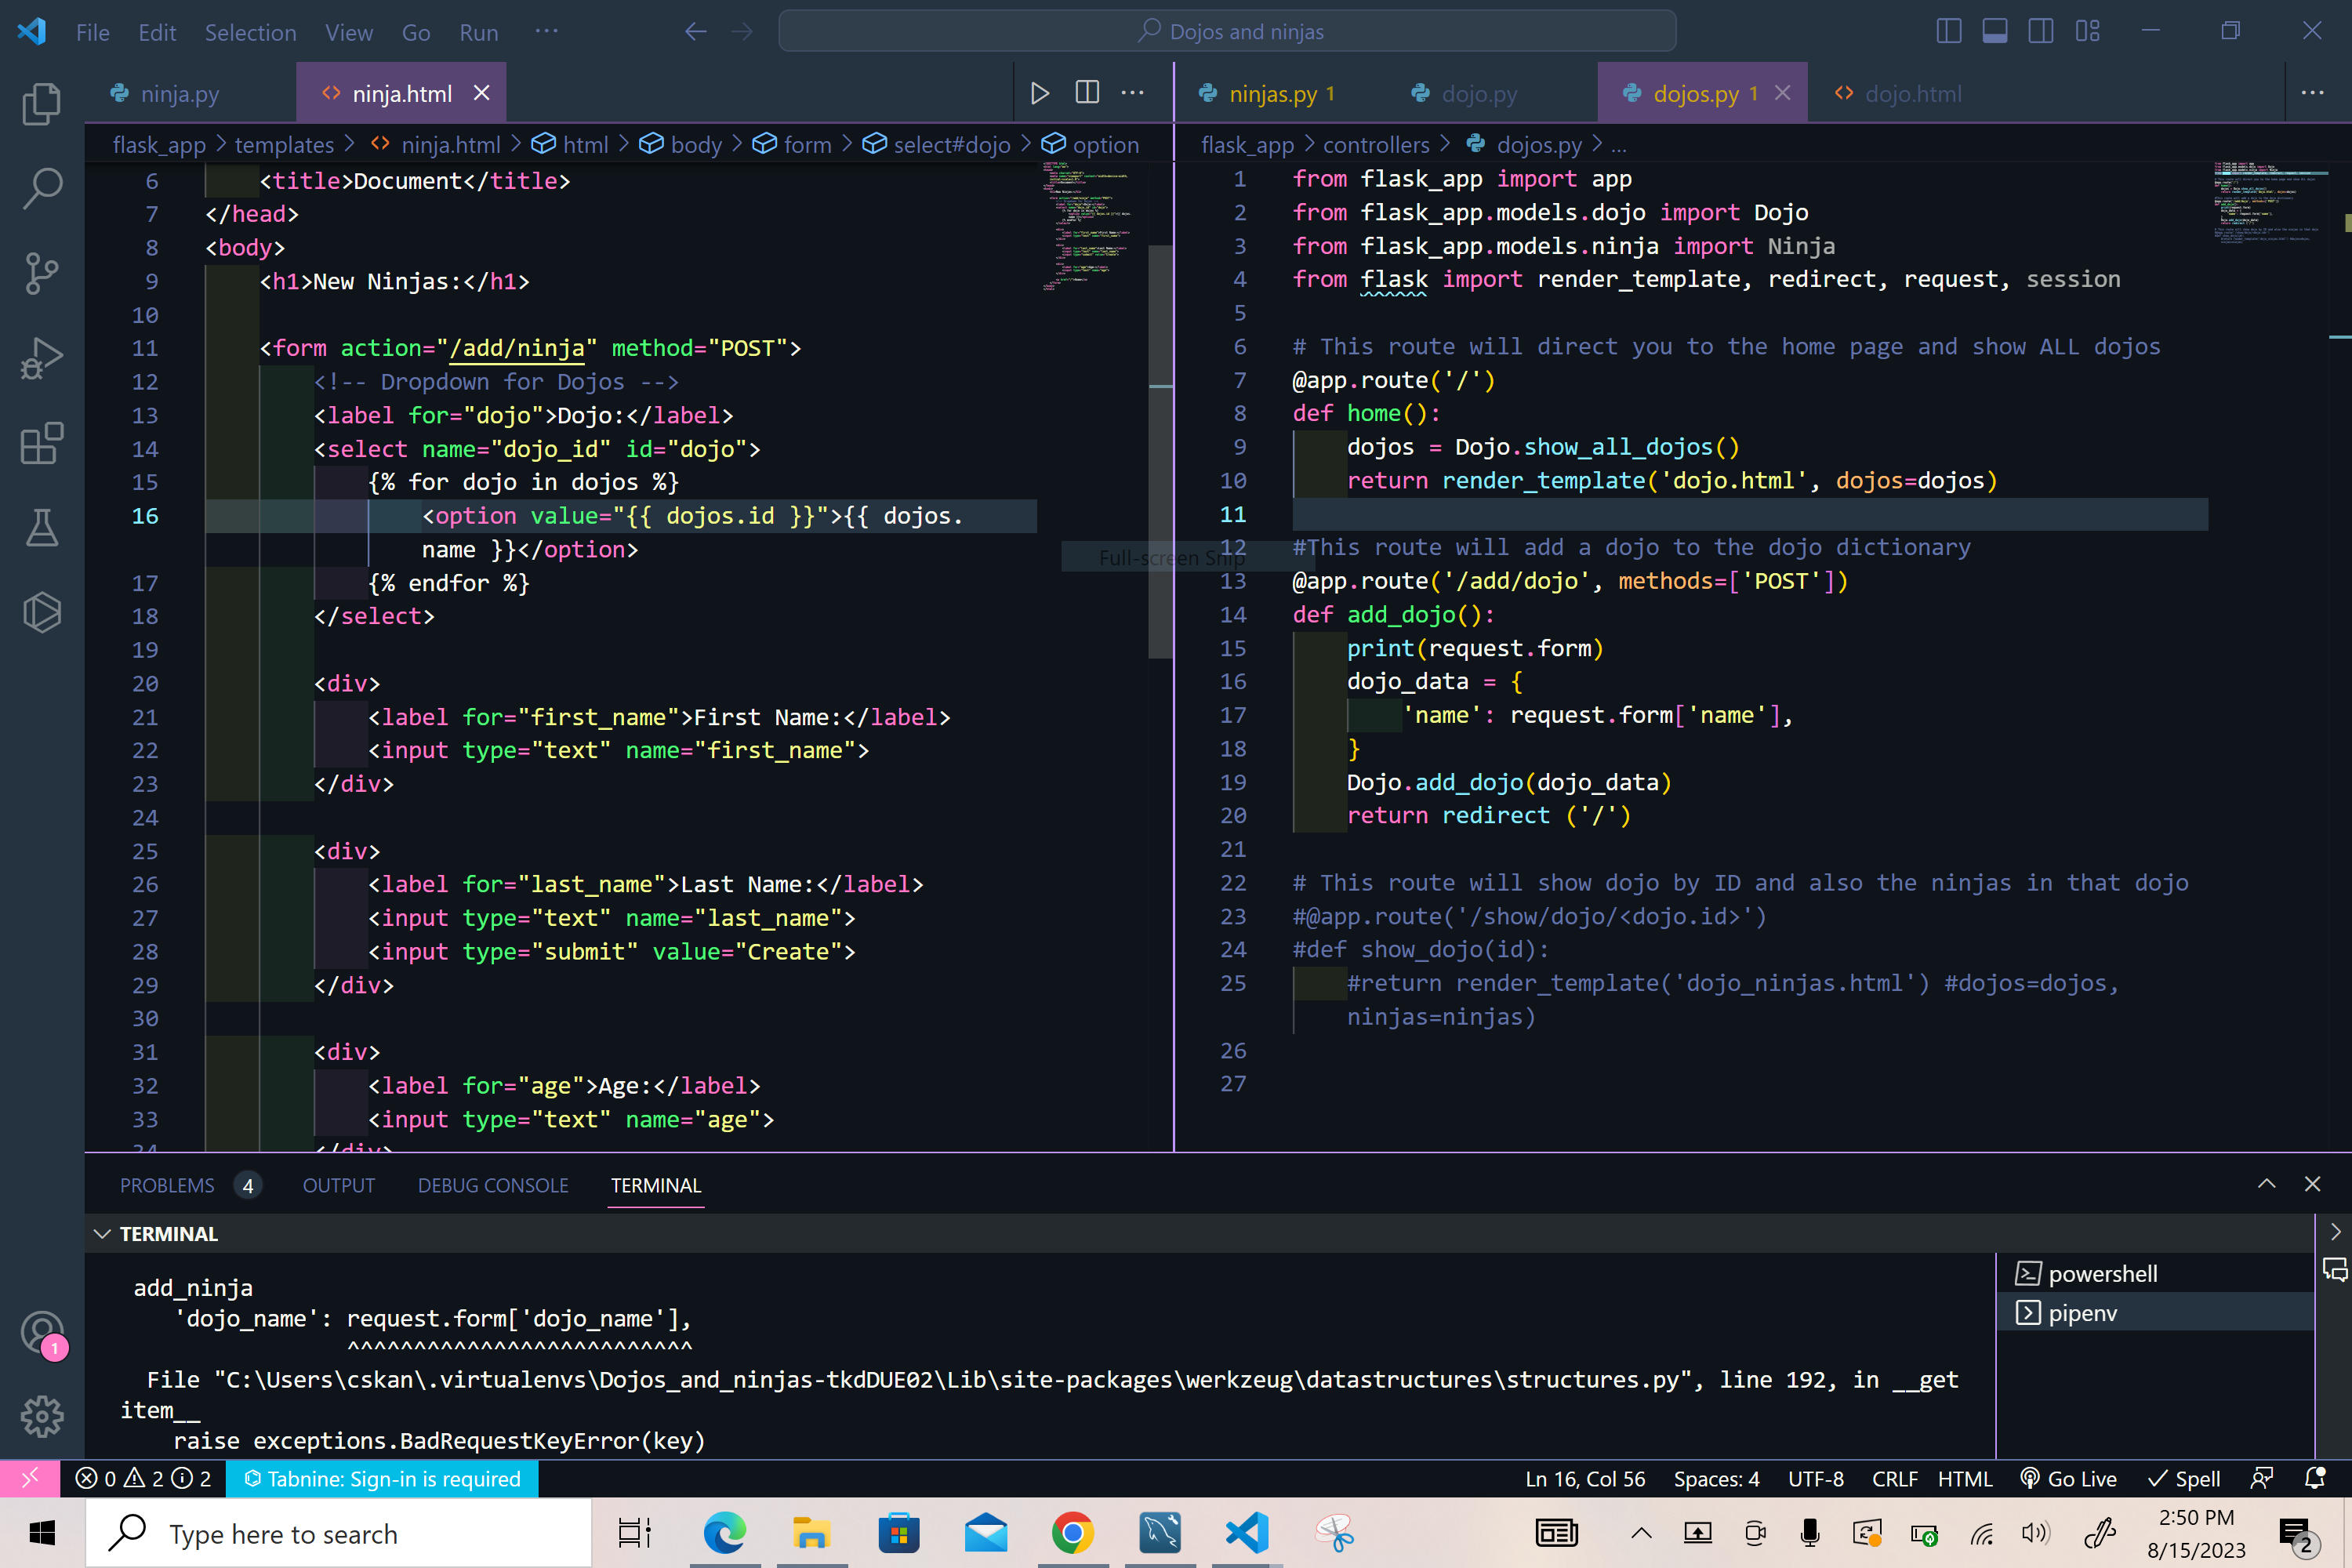 File Edit Selection View Go Run ...
Dojos and ninjas
ninja.py
ninja.html
ninjas.py 1
dojo.py
dojos.py 1
dojo.html
flask_app > templates > ninja.html > html > body > form > select#dojo > option
flask_app > controllers > dojos.py > ...
6 <title>Document</title>
7 </head>
8 <body>
9 <h1>New Ninjas:</h1>
10
11 <form action="/add/ninja" method="POST">
12 <!-- Dropdown for Dojos -->
13 <label for="dojo">Dojo:</label>
14 <select name="dojo_id" id="dojo">
15 {% for dojo in dojos %}
16 <option value="{{ dojos.id }}">{{ dojos.
name }}</option>
17 {% endfor %}
18 </select>
19
20 <div>
21 <label for="first_name">First Name:</label>
22 <input type="text" name="first_name">
23 </div>
24
25 <div>
26 <label for="last_name">Last Name:</label>
27 <input type="text" name="last_name">
28 <input type="submit" value="Create">
29 </div>
30
31 <div>
32 <label for="age">Age:</label>
33 <input type="text" name="age">
34 </div>
Full-screen Snip
1 from flask_app import app
2 from flask_app.models.dojo import Dojo
3 from flask_app.models.ninja import Ninja
4 from flask import render_template, redirect, request, session
5
6 # This route will direct you to the home page and show ALL dojos
7 @app.route('/')
8 def home():
9 dojos = Dojo.show_all_dojos()
10 return render_template('dojo.html', dojos=dojos)
11
12 #This route will add a dojo to the dojo dictionary
13 @app.route('/add/dojo', methods=['POST'])
14 def add_dojo():
15 print(request.form)
16 dojo_data = {
17 'name': request.form['name'],
18 }
19 Dojo.add_dojo(dojo_data)
20 return redirect ('/')
21
22 # This route will show dojo by ID and also the ninjas in that dojo
23 #@app.route('/show/dojo/<dojo.id>')
24 #def show_dojo(id):
25 #return render_template('dojo_ninjas.html') #dojos=dojos,
ninjas=ninjas)
26
27
PROBLEMS 4 OUTPUT DEBUG CONSOLE TERMINAL
TERMINAL
add_ninja
'dojo_name': request.form['dojo_name'],
^^^^^^^^^^^^^^^^^^^^^^^^^^
File "C:\Users\cskan\.virtualenvs\Dojos_and_ninjas-tkdDUE02\Lib\site-packages\werkzeug\datastructures\structures.py", line 192, in __get
item__
raise exceptions.BadRequestKeyError(key)
powershell
pipenv
1
0 2 2 Tabnine: Sign-in is required
Ln 16, Col 56 Spaces: 4 UTF-8 CRLF HTML Go Live Spell
Type here to search
2:50 PM
8/15/2023
2